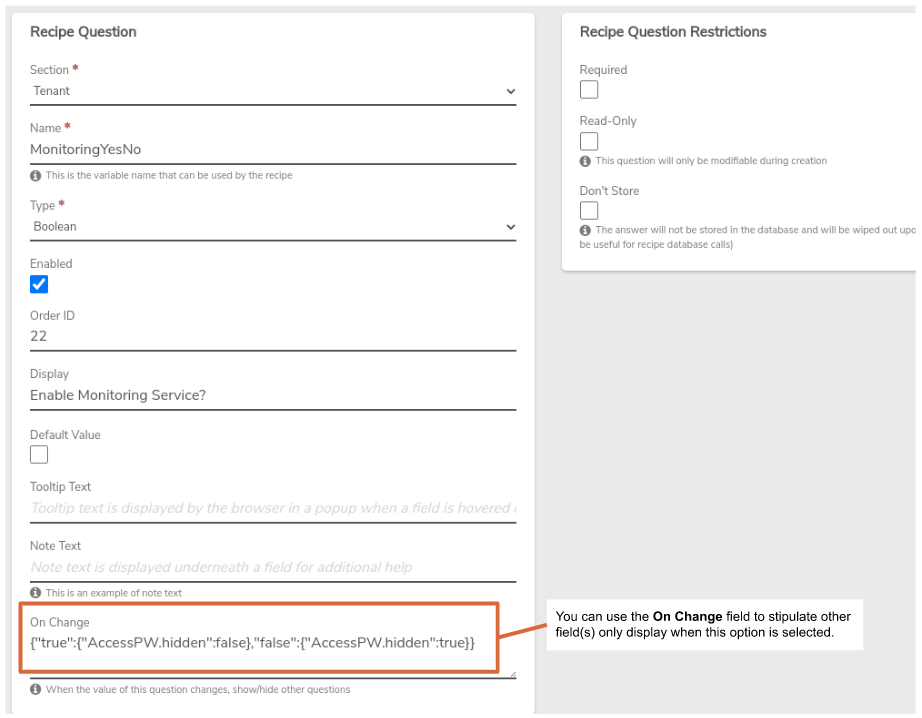 Recipe Question
Section *
Tenant
Name *
MonitoringYesNo
This is the variable name that can be used by the recipe
Type *
Boolean
Enabled
Order ID
22
Display
Enable Monitoring Service?
Default Value
Tooltip Text
Tooltip text is displayed by the browser in a popup when a field is hovered
Note Text
Note text is displayed underneath a field for additional help
This is an example of note text
On Change
{"true":{"AccessPW.hidden":false},"false":{"AccessPW.hidden":true}}
When the value of this question changes, show/hide other questions
Recipe Question Restrictions
Required
Read-Only
This question will only be modifiable during creation
Don't Store
The answer will not be stored in the database and will be wiped out upo
be useful for recipe database calls)
You can use the On Change field to stipulate other
field(s) only display when this option is selected.